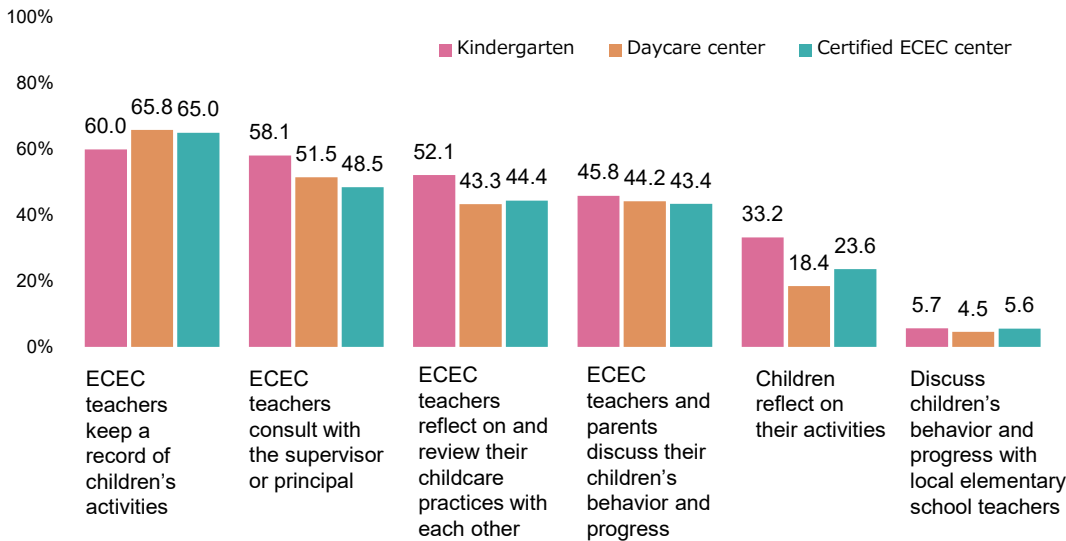 100%
80%
60%
40%
20%
0%
Kindergarten
Daycare center
Certified ECEC center
60.0
65.8
65.0
58.1
51.5
48.5
52.1
43.3
44.4
45.8
44.2
43.4
33.2
18.4
23.6
5.7
4.5
5.6
ECEC
teachers
keep a
record of
children’s
activities
ECEC
teachers
consult with
the supervisor
or principal
ECEC
teachers
reflect on and
review their
childcare
practices with
each other
ECEC
teachers and
parents
discuss their
children’s
behavior and
progress
Children
reflect on
their activities
Discuss
children’s
behavior and
progress with
local elementary
school teachers